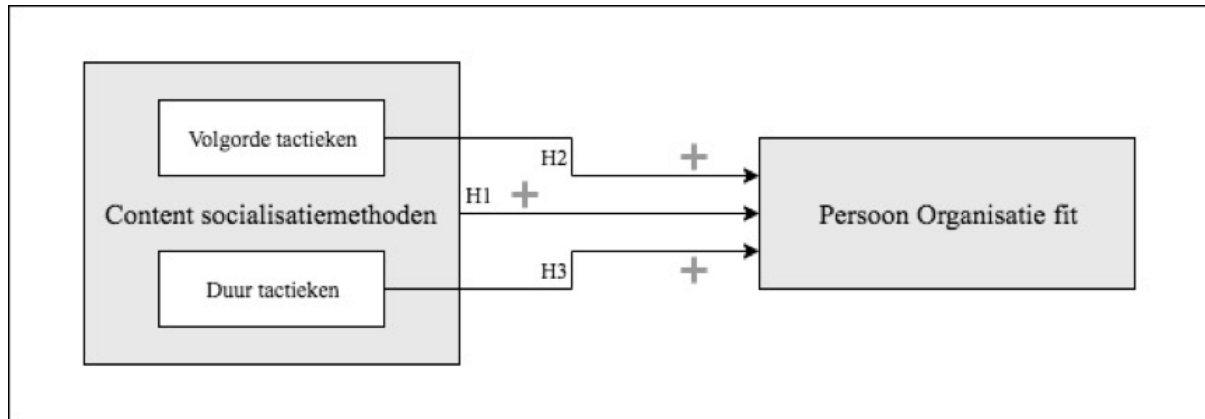 Volgorde tactieken
H2
+
H1
+
Content socialisatiemethoden
Persoon Organisatie fit
H3
+
Duur tactieken